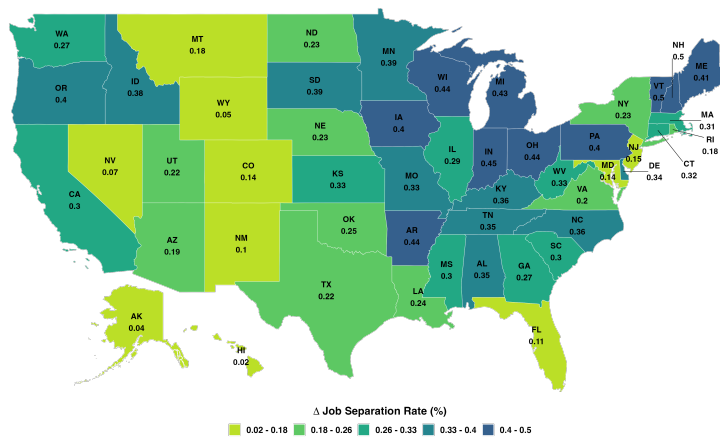 WA
0.27
MT
0.18
ND
0.23
MN
0.39
NH
0.5
ME
0.41
OR
0.4
ID
0.38
SD
0.39
WI
0.44
MI
0.43
VT
0.5
WY
0.05
NY
0.23
MA
0.31
RI
0.18
IA
0.4
NE
0.23
PA
0.4
NJ
0.15
CT
0.32
NV
0.07
UT
0.22
CO
0.14
IL
0.29
IN
0.45
OH
0.44
MD
0.14
DE
0.34
CA
0.3
KS
0.33
MO
0.33
WV
0.33
KY
0.36
VA
0.2
AZ
0.19
NM
0.1
OK
0.25
AR
0.44
TN
0.35
NC
0.36
SC
0.3
MS
0.3
AL
0.35
GA
0.27
TX
0.22
LA
0.24
AK
0.04
FL
0.11
HI
0.02
Δ Job Separation Rate (%)
0.02 - 0.18
0.18 - 0.26
0.26 - 0.33
0.33 - 0.4
0.4 - 0.5